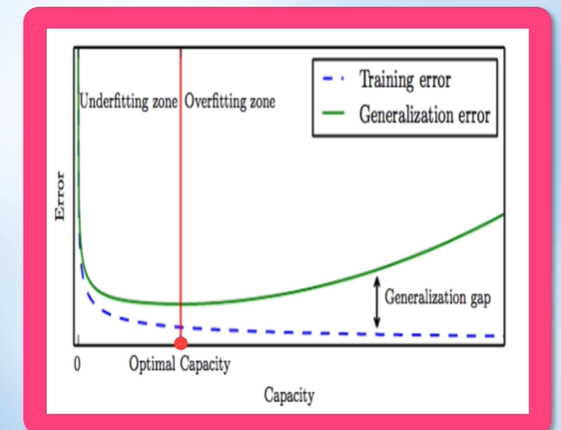 Training error
Generalization error
Underfitting zone
Overfitting zone
Error
Generalization gap
0
Optimal Capacity
Capacity